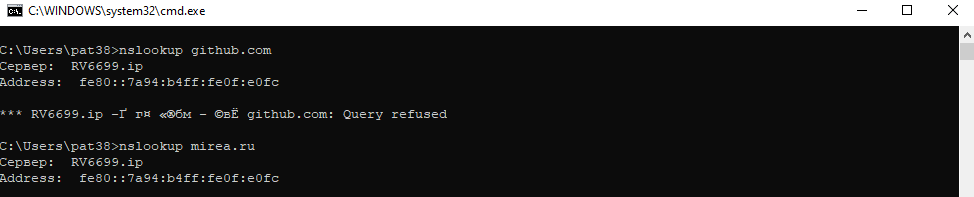 C:\WINDOWS\system32\cmd.exe
C:\Users\pat38>nslookup github.com
Сервер:  RV6699.ip
Address:  fe80::7a94:b4ff:fe0f:e0fc
*** RV6699.ip -Ґ г¤ «®бм - ©вЁ github.com: Query refused
C:\Users\pat38>nslookup mirea.ru
Сервер:  RV6699.ip
Address:  fe80::7a94:b4ff:fe0f:e0fc